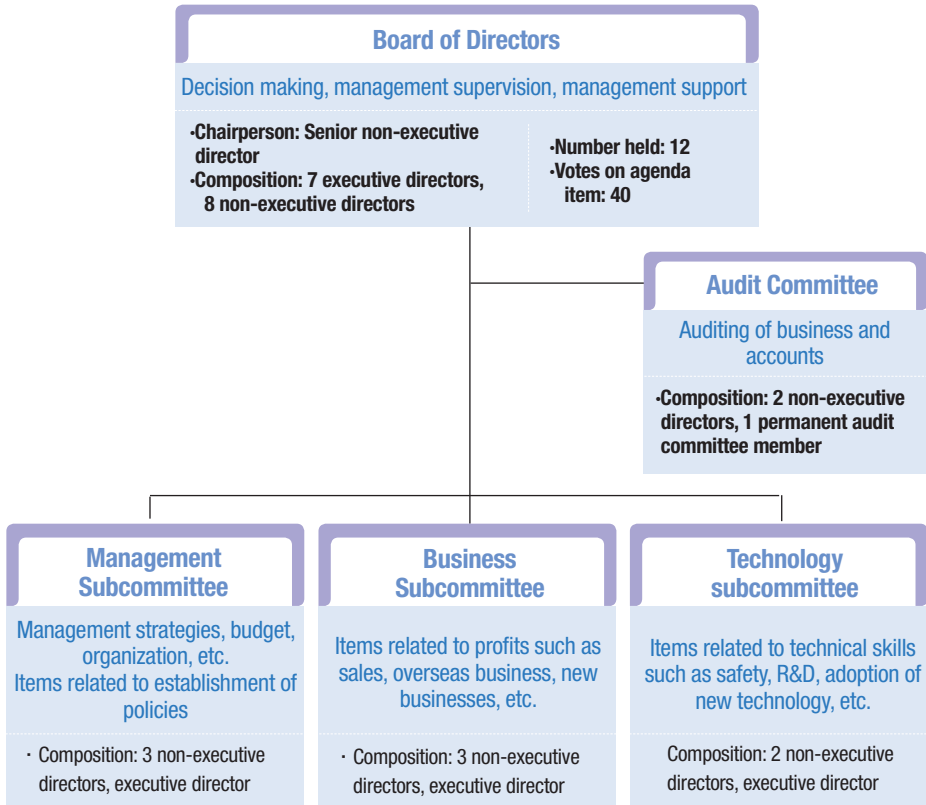 Board of Directors
Decision making, management supervision, management support
·Chairperson: Senior non-executive
director
·Composition: 7 executive directors,
8 non-executive directors
·Number held: 12
·Votes on agenda
item: 40
Audit Committee
Auditing of business and
accounts
·Composition: 2 non-executive
directors, 1 permanent audit
committee member
Management
Subcommittee
Management strategies, budget,
organization, etc.
Items related to establishment of
policies
· Composition: 3 non-executive
directors, executive director
Business
Subcommittee
Items related to profits such as
sales, overseas business, new
businesses, etc.
· Composition: 3 non-executive
directors, executive director
Technology
subcommittee
Items related to technical skills
such as safety, R&D, adoption of
new technology, etc.
Composition: 2 non-executive
directors, executive director